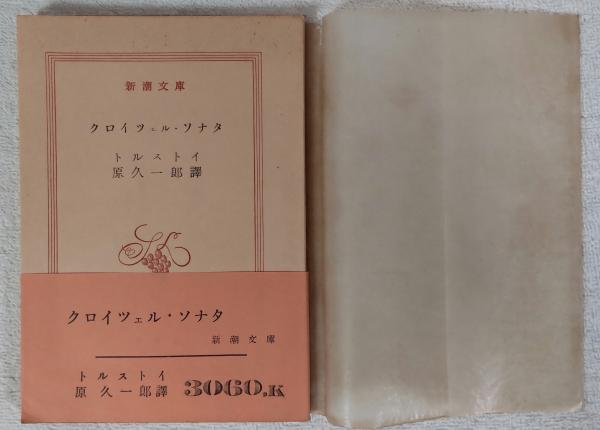 新潮文庫
クロイツェル・ソナタ
トルストイ
原久一郎譯
クロイツェル・ソナタ
新潮文庫
トルストイ
原久一郎譯
3060.K